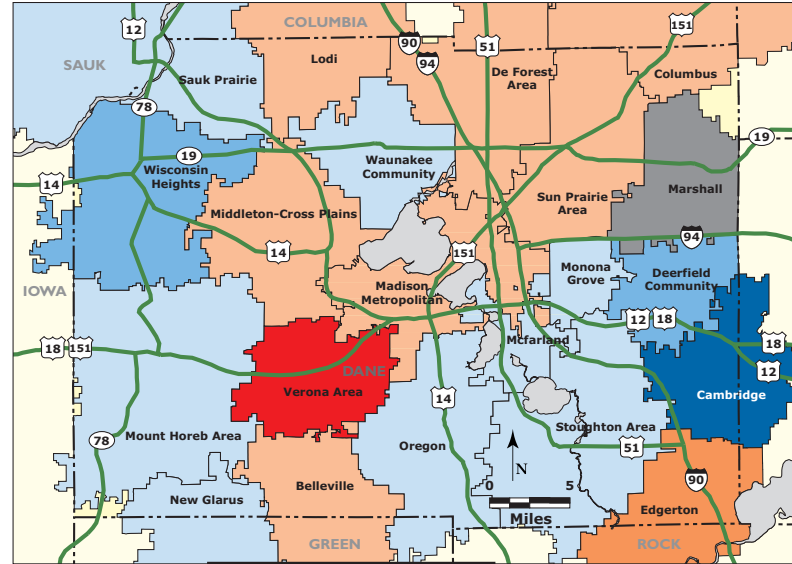 COLUMBIA
12
90
51
151
Lodi
94
SAUK
Sauk Prairie
De Forest
Area
Columbus
78
19
19
Waunakee
Community
Wisconsin
Heights
14
Marshall
Middleton-Cross Plains
Sun Prairie
Area
94
14
151
Monona
Grove
Deerfield
Community
IOWA
Madison
Metropolitan
12
18
18
151
Mcfarland
18
12
DANE
Verona Area
Cambridge
14
78
Mount Horeb Area
Oregon
Stoughton Area
51
N
Belleville
0
5
90
New Glarus
Miles
Edgerton
GREEN
ROCK